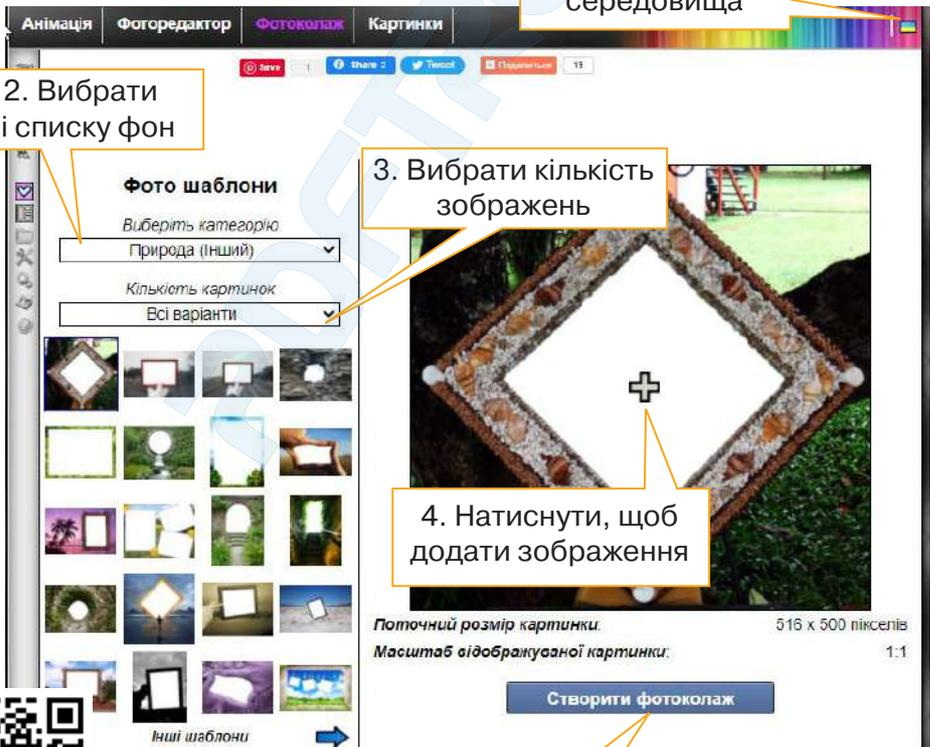 середовища
Анімація Фоторедактор Фотоколаж Картинки
Save 1 Share Tweet Поделиться 19
2. Вибрати
і списку фон
3. Вибрати кількість
зображень
Фото шаблони
Виберіть категорію
Природа (Інший)
Кількість картинок
Всі варіанти
4. Натиснути, щоб
додати зображення
Поточний розмір картинки: 516 x 500 пікселів
Масштаб відображуваної картинки: 1:1
Створити фотоколаж
Інші шаблони